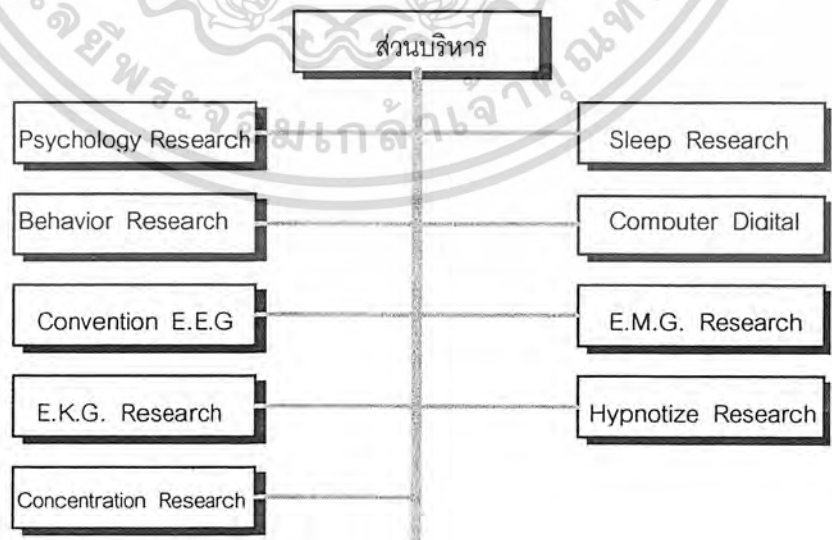 ส่วนบริหาร
Psychology Research
Sleep Research
Behavior Research
Computer Digital
Convention E.E.G
E.M.G. Research
E.K.G. Research
Hypnotize Research
Concentration Research